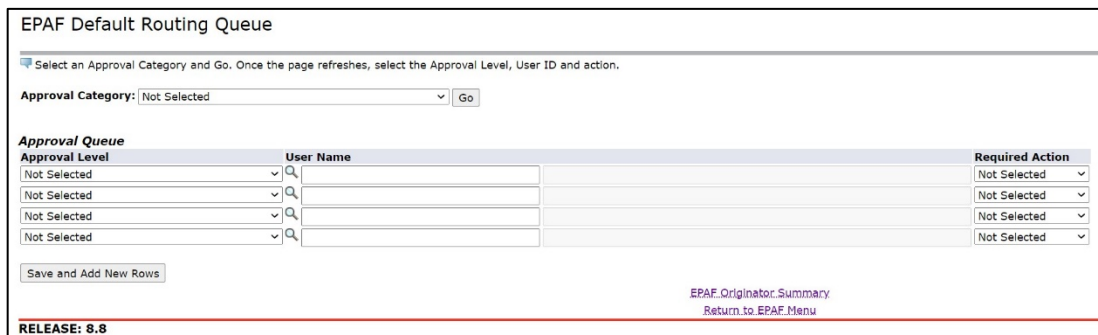 EPAF Default Routing Queue
Select an Approval Category and Go. Once the page refreshes, select the Approval Level, User ID and action.
Approval Category: Not Selected Go
Approval Queue
Approval Level User Name Required Action
Not Selected Not Selected
Not Selected Not Selected
Not Selected Not Selected
Not Selected Not Selected
Save and Add New Rows
EPAF Originator Summary
Return to EPAF Menu
RELEASE: 8.8